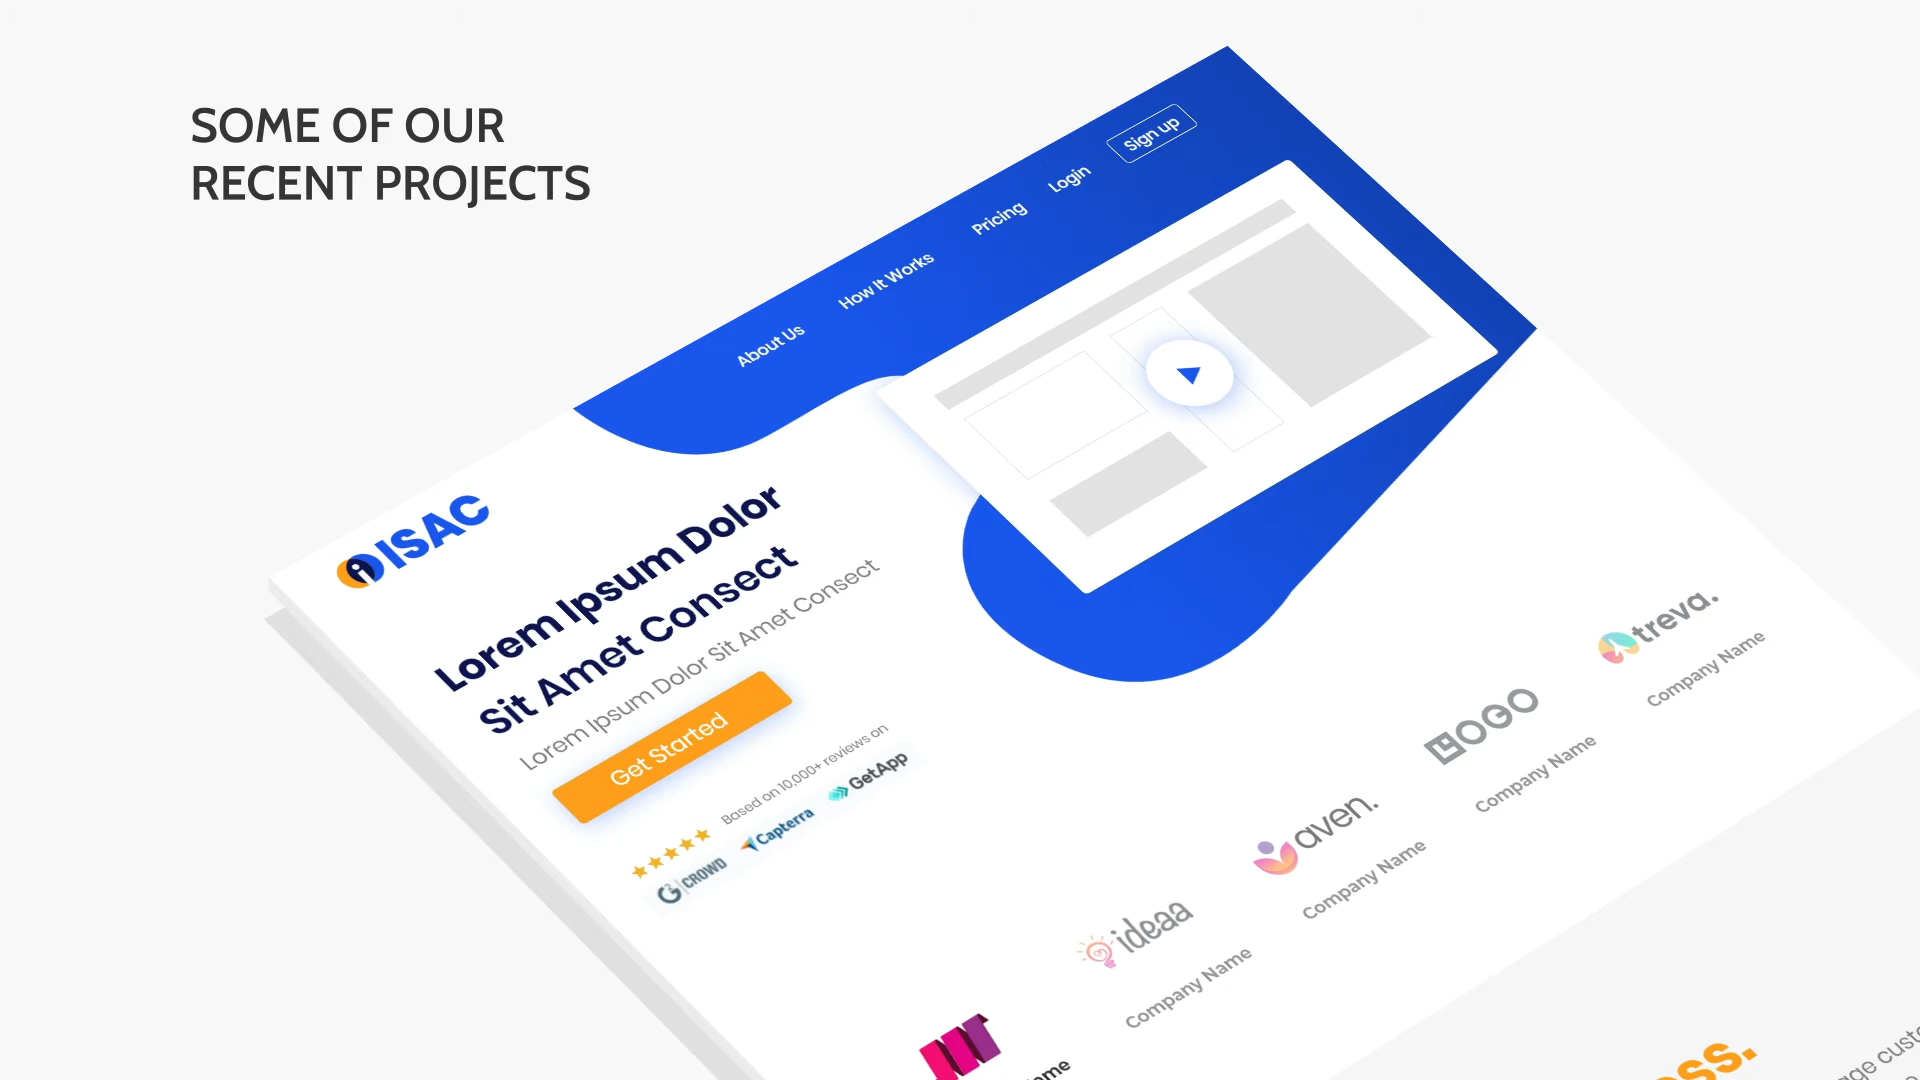 SOME OF OUR
RECENT PROJECTS
About Us
How It Works
Pricing
Login
Sign up
ISAC
Lorem Ipsum Dolor
Sit Amet Consect
Lorem Ipsum Dolor Sit Amet Consect
Get Started
Based on 10,000+ reviews on
G2 CROWD
Capterra
GetApp
treva.
Company Name
LOGO
Company Name
aven.
Company Name
ideaa
Company Name